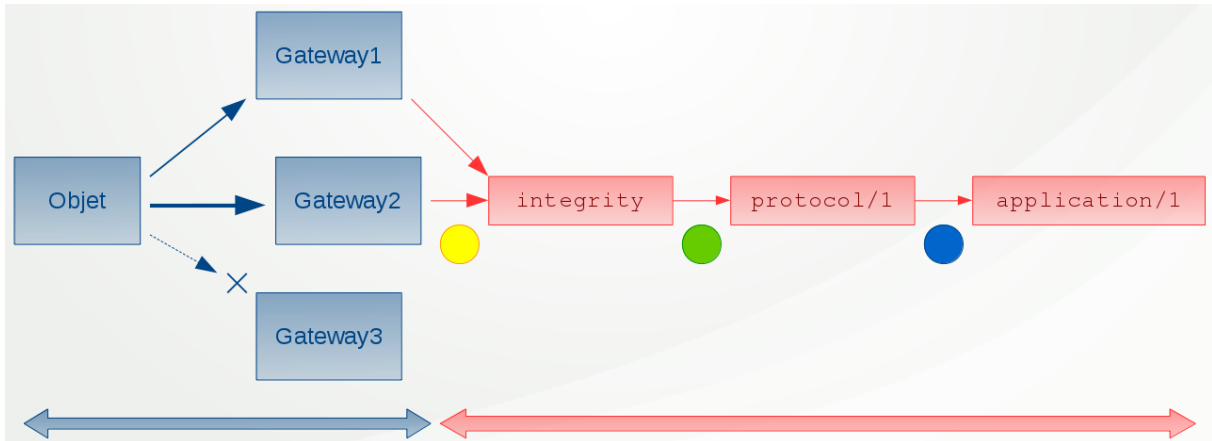 Gateway1
Objet
Gateway2
integrity
protocol/1
application/1
Gateway3